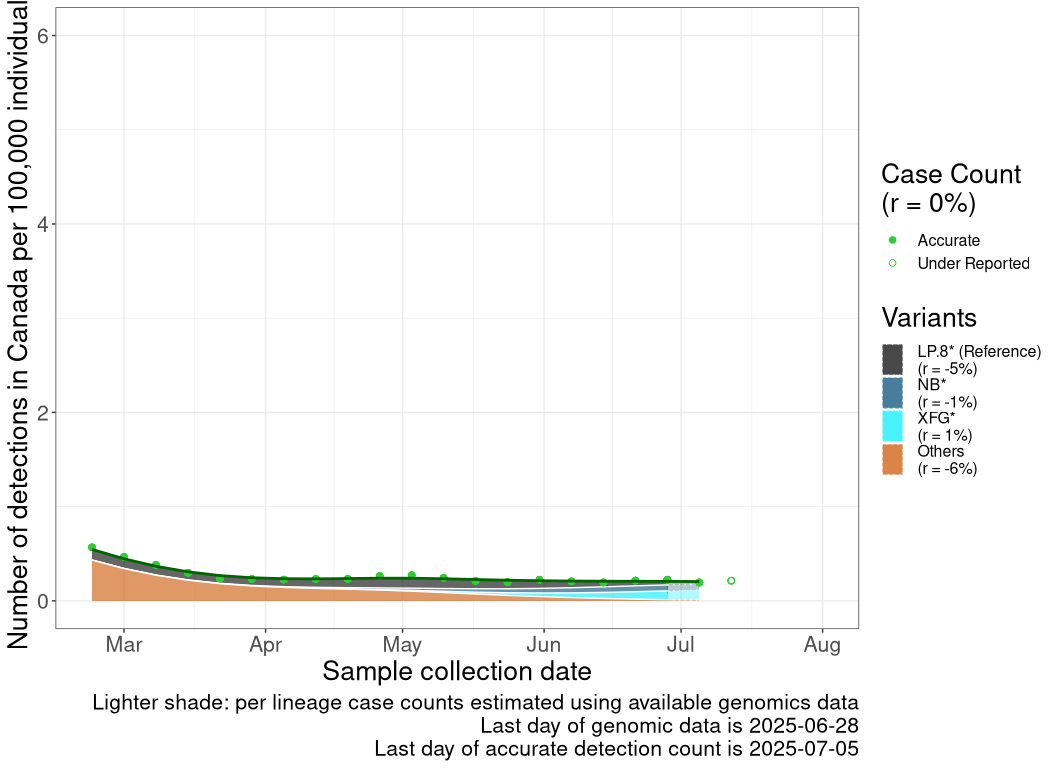 Number of detections in Canada per 100,000 individual
6
4
2
0
Mar Apr May Jun Jul Aug
Sample collection date
Lighter shade: per lineage case counts estimated using available genomics data
Last day of genomic data is 2025-06-28
Last day of accurate detection count is 2025-07-05
Case Count
(r = 0%)
Accurate
Under Reported
Variants
LP.8* (Reference)
(r = -5%)
NB*
(r = -1%)
XFG*
(r = 1%)
Others
(r = -6%)